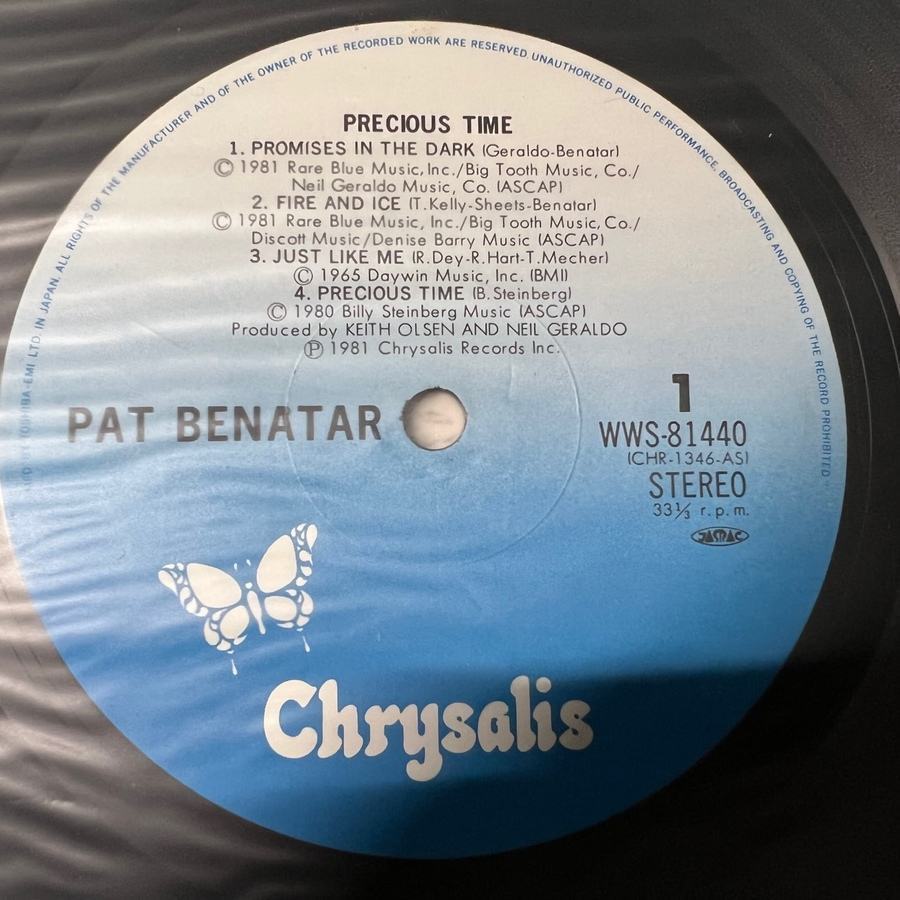 ALL RIGHTS OF THE MANUFACTURER AND OF THE OWNER OF THE RECORDED WORK ARE RESERVED. UNAUTHORIZED PUBLIC PERFORMANCE, BROADCASTING AND COPYING OF THE RECORD PROHIBITED
BY TOSHIBA-EMI LTD. IN JAPAN.
PRECIOUS TIME
1. PROMISES IN THE DARK (Geraldo-Benatar)
Ⓒ 1981 Rare Blue Music, Inc./Big Tooth Music, Co./
Neil Geraldo Music, Co. (ASCAP)
2. FIRE AND ICE (T. Kelly-Sheets-Benatar)
Ⓒ 1981 Rare Blue Music, Inc./Big Tooth Music, Co./
Discott Music/Denise Barry Music (ASCAP)
3. JUST LIKE ME (R. Dey-R. Hart-T. Mecher)
Ⓒ 1965 Daywin Music, Inc. (BMI)
4. PRECIOUS TIME (B. Steinberg)
Ⓒ 1980 Billy Steinberg Music (ASCAP)
Produced by KEITH OLSEN AND NEIL GERALDO
Ⓟ 1981 Chrysalis Records Inc.
PAT BENATAR
1
WWS-81440
(CHR-1346-AS)
STEREO
33⅓ r.p.m.
JASRAC
Chrysalis